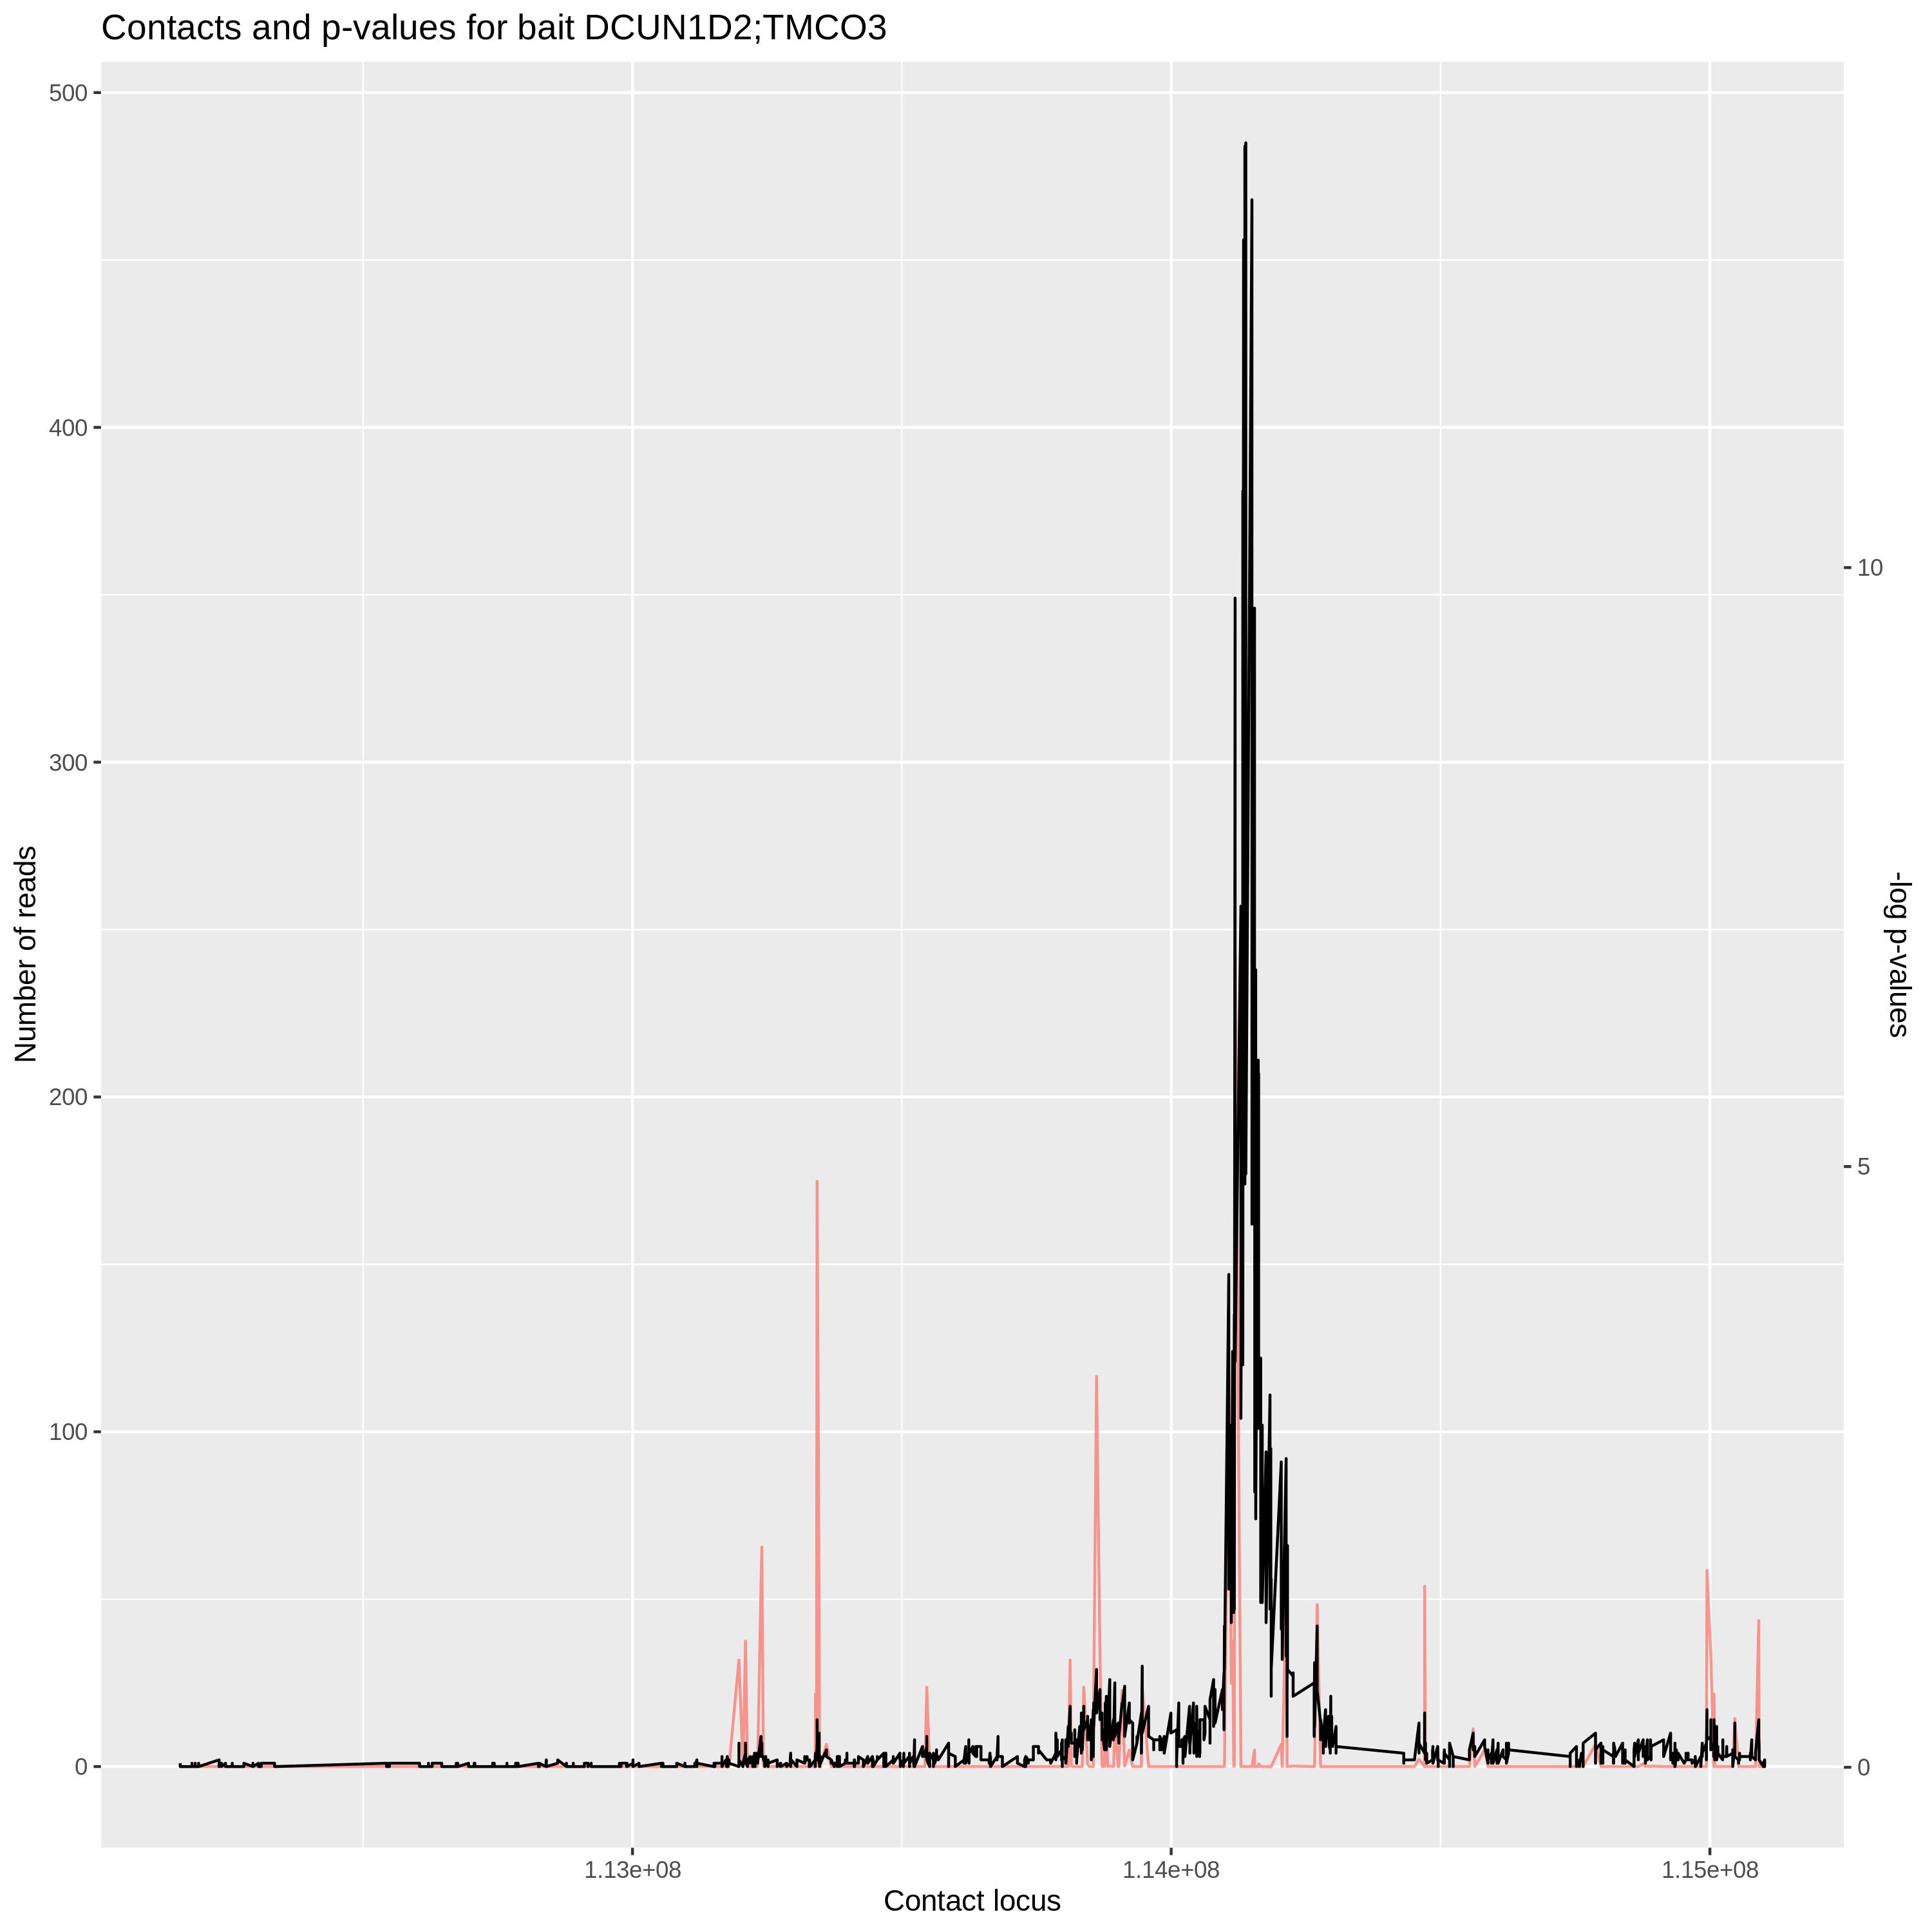 Contacts and p-values for bait DCUN1D2;TMCO3
500
400
300
200
100
0
Number of reads
10
5
0
-log p-values
1.13e+08
1.14e+08
1.15e+08
Contact locus